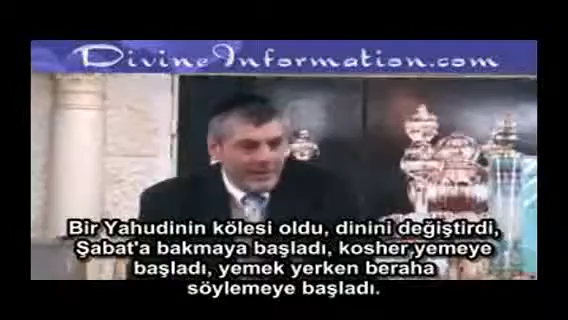 DivineInformation.com
Bir Yahudinin kölesi oldu, dinini değiştirdi,
Şabat'a bakmaya başladı, kosher yemeye
başladı, yemek yerken beraha
söylemeye başladı.